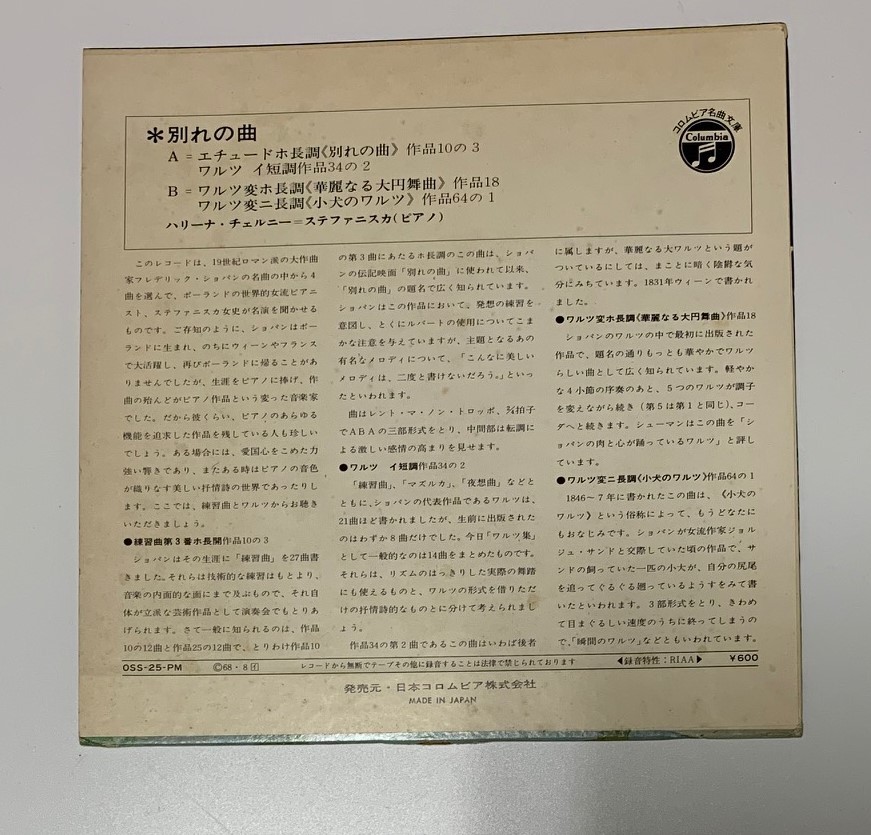 ＊別れの曲
A＝エチュードホ長調《別れの曲》作品10の3
ワルツ イ短調作品34の2
B＝ワルツ変ホ長調《華麗なる大円舞曲》作品18
ワルツ変ニ長調《小犬のワルツ》作品64の1
ハリーナ・チェルニー＝ステファニスカ(ピアノ)
コロムビア名曲文庫
Columbia
このレコードは、19世紀ロマン派の大作曲
家フレデリック・ショパンの名曲の中から4
曲を選んで、ポーランドの世界的女流ピアニ
スト、ステファニスカ女史が名演を聞かせる
ものです。ご存知のように、ショパンはポー
ランドに生まれ、のちにウィーンやフランス
で大活躍し、再びポーランドに帰ることがあ
りませんでしたが、生涯をピアノに捧げ、作
曲の殆んどがピアノ作品という変った音楽家
でした。だから彼くらい、ピアノのあらゆる
機能を追求した作品を残している人も珍しい
でしょう。ある場合には、愛国心をこめた力
強い響きであり、またある時はピアノの音色
が織りなす美しい抒情詩の世界であったりし
ます。ここでは、練習曲とワルツからお聴き
いただきましょう。
●練習曲第3番ホ長開作品10の3
ショパンはその生涯に「練習曲」を27曲書
きました。それらは技術的な練習はもとより、
音楽の内面的な面にまで及ぶもので、それ自
体が立派な芸術作品として演奏会でもとりあ
げられます。さて一般に知られるのは、作品
10の12曲と作品25の12曲で、とりわけ作品10
の第3曲にあたるホ長調のこの曲は、ショパ
ンの伝記映画「別れの曲」に使われて以来、
「別れの曲」の題名で広く知られています。
ショパンはこの作品において、発想の練習を
意図し、とくにルバートの使用についてこま
かな注意を与えていますが、主題となるあの
有名なメロディについて、「こんなに美しい
メロディは、二度と書けないだろう。」といっ
たといわれます。
曲はレント・マ・ノン・トロッポ、2/4拍子
でABAの三部形式をとり、中間部は転調に
よる激しい感情の高まりを見せます。
●ワルツ イ短調作品34の2
「練習曲」、「マズルカ」、「夜想曲」などと
ともに、ショパンの代表作品であるワルツは、
21曲ほど書かれましたが、生前に出版された
のはわずか8曲だけでした。今日「ワルツ集」
として一般的なのは14曲をまとめたものです。
それらは、リズムのはっきりした実際の舞踏
にも使えるものと、ワルツの形式を借りただ
けの抒情詩的なものとに分けて考えられまし
ょう。
作品34の第2曲であるこの曲はいわば後者
に属しますが、華麗なる大ワルツという題が
ついているにしては、まことに暗く陰欝な気
分にみちています。1831年ウィーンで書かれ
ました。
●ワルツ変ホ長調《華麗なる大円舞曲》作品18
ショパンのワルツの中で最初に出版された
作品で、題名の通りもっとも華やかでワルツ
らしい曲として広く知られています。軽やか
な4小節の序奏のあと、5つのワルツが調子
を変えながら続き(第5は第1と同じ)、コー
ダへと続きます。シューマンはこの曲を「シ
ョパンの肉と心が踊っているワルツ」と評し
ています。
●ワルツ変ニ長調《小犬のワルツ》作品64の1
1846～7年に書かれたこの曲は、《小犬の
ワルツ》という俗称によって、もうどなたに
もおなじみです。ショパンが女流作家ジョル
ジュ・サンドと交際していた頃の作品で、サ
ンドの飼っていた一匹の小犬が、自分の尻尾
を追ってぐるぐる廻っているようすをみて書
いたといわれます。3部形式をとり、きわめ
て目まぐるしい速度のうちに終ってしまうの
で、「瞬間のワルツ」などともいわれています。
OSS-25-PM Ⓒ68・8 レコードから無断でテープその他に録音することは法律で禁じられております ◀録音特性：RIAA▶ ￥600
発売元・日本コロムビア株式会社
MADE IN JAPAN